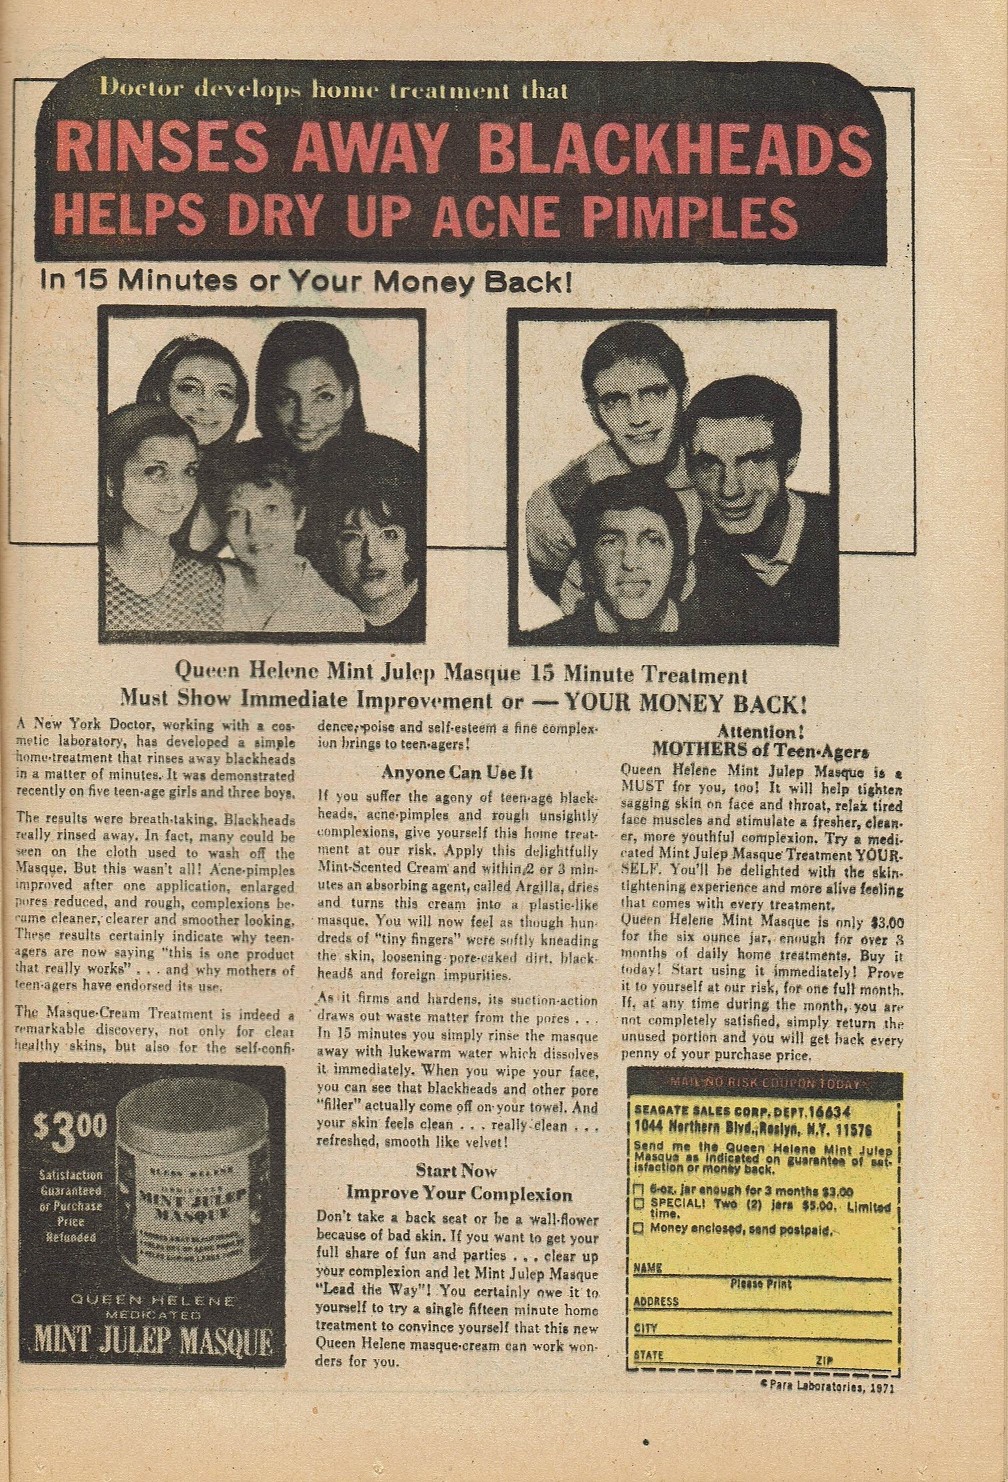 Doctor develops home treatment that
RINSES AWAY BLACKHEADS
HELPS DRY UP ACNE PIMPLES
In 15 Minutes or Your Money Back!
Queen Helene Mint Julep Masque 15 Minute Treatment
Must Show Immediate Improvement or — YOUR MONEY BACK!
A New York Doctor, working with a cos-
metic laboratory, has developed a simple
home-treatment that rinses away blackheads
in a matter of minutes. It was demonstrated
recently on five teen-age girls and three boys.
The results were breath-taking. Blackheads
really rinsed away. In fact, many could be
seen on the cloth used to wash off the
Masque. But this wasn't all! Acne-pimples
improved after one application, enlarged
pores reduced, and rough, complexions be-
came cleaner, clearer and smoother looking.
These results certainly indicate why teen-
agers are now saying "this is one product
that really works" . . . and why mothers of
teen-agers have endorsed its use.
The Masque-Cream Treatment is indeed a
remarkable discovery, not only for clear
healthy skins, but also for the self-confi-
$3.00
Satisfaction
Guaranteed
or Purchase
Price
Refunded
QUEEN HELENE
MEDICATED
MINT JULEP
MASQUE
QUEEN HELENE
MEDICATED
MINT JULEP MASQUE
dence, poise and self-esteem a fine complex-
ion brings to teen-agers!
Anyone Can Use It
If you suffer the agony of teen-age black-
heads, acne-pimples and rough unsightly
complexions, give yourself this home treat-
ment at our risk. Apply this delightfully
Mint-Scented Cream and within 2 or 3 min-
utes an absorbing agent, called Argilla, dries
and turns this cream into a plastic-like
masque. You will now feel as though hun-
dreds of "tiny fingers" were softly kneading
the skin, loosening pore-caked dirt, black-
heads and foreign impurities.
As it firms and hardens, its suction-action
draws out waste matter from the pores . . .
In 15 minutes you simply rinse the masque
away with lukewarm water which dissolves
it immediately. When you wipe your face,
you can see that blackheads and other pore
"filler" actually come off on your towel. And
your skin feels clean . . . really clean . . .
refreshed, smooth like velvet!
Start Now
Improve Your Complexion
Don't take a back seat or be a wall-flower
because of bad skin. If you want to get your
full share of fun and parties . . . clear up
your complexion and let Mint Julep Masque
"Lead the Way"! You certainly owe it to
yourself to try a single fifteen minute home
treatment to convince yourself that this new
Queen Helene masque-cream can work won-
ders for you.
Attention!
MOTHERS of Teen-Agers
Queen Helene Mint Julep Masque is a
MUST for you, too! It will help tighten
sagging skin on face and throat, relax tired
face muscles and stimulate a fresher, clean-
er, more youthful complexion. Try a medi-
cated Mint Julep Masque Treatment YOUR-
SELF. You'll be delighted with the skin-
tightening experience and more alive feeling
that comes with every treatment.
Queen Helene Mint Masque is only $3.00
for the six ounce jar, enough for over 3
months of daily home treatments. Buy it
today! Start using it immediately! Prove
it to yourself at our risk, for one full month.
If, at any time during the month, you are
not completely satisfied, simply return the
unused portion and you will get back every
penny of your purchase price.
MAIL NO RISK COUPON TODAY
SEAGATE SALES CORP. DEPT. 16634
1044 Northern Blvd., Roslyn, N.Y. 11576
Send me the Queen Helene Mint Julep
Masque as indicated on guarantee of sat-
isfaction or money back.
☐ 6-oz. jar enough for 3 months $3.00
☐ SPECIAL! Two (2) jars $5.00. Limited
time.
☐ Money enclosed, send postpaid.
NAME
Please Print
ADDRESS
CITY
STATE ZIP
© Para Laboratories, 1971